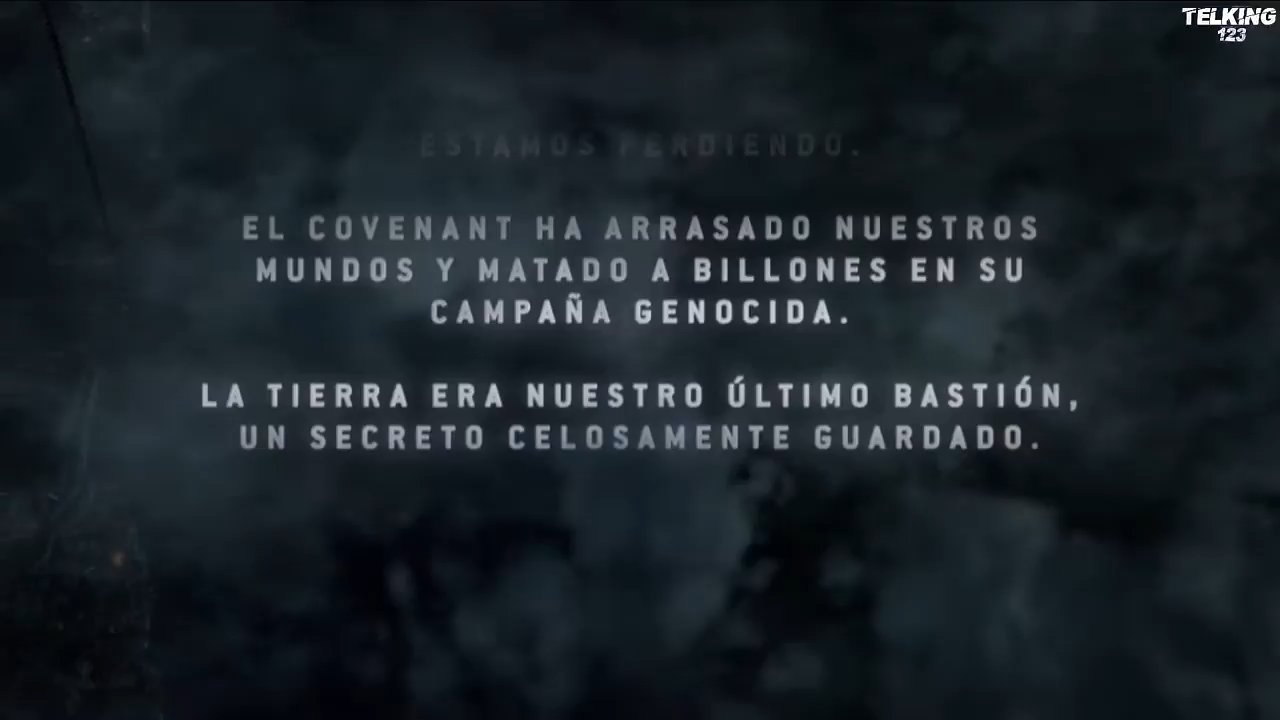 TELKING
123
ESTAMOS PERDIENDO.
EL COVENANT HA ARRASADO NUESTROS
MUNDOS Y MATADO A BILLONES EN SU
CAMPAÑA GENOCIDA.
LA TIERRA ERA NUESTRO ÚLTIMO BASTIÓN,
UN SECRETO CELOSAMENTE GUARDADO.